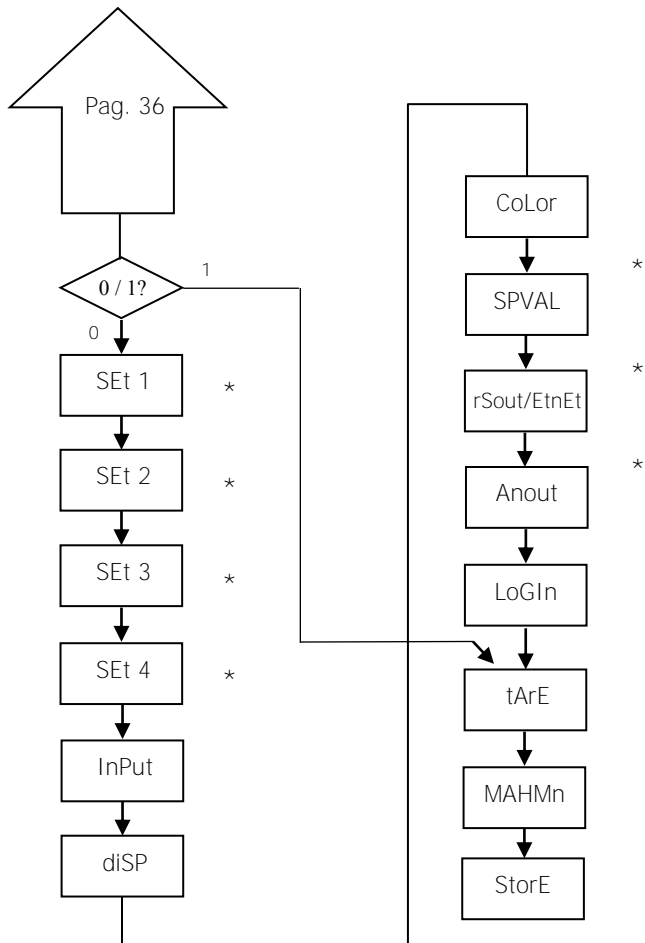 Pag. 36
0 / 1?
1
0
SEt 1
*
SEt 2
*
SEt 3
*
SEt 4
*
InPut
diSP
CoLor
*
SPVAL
*
rSout/EtnEt
*
Anout
LoGIn
tArE
MAHMn
StorE